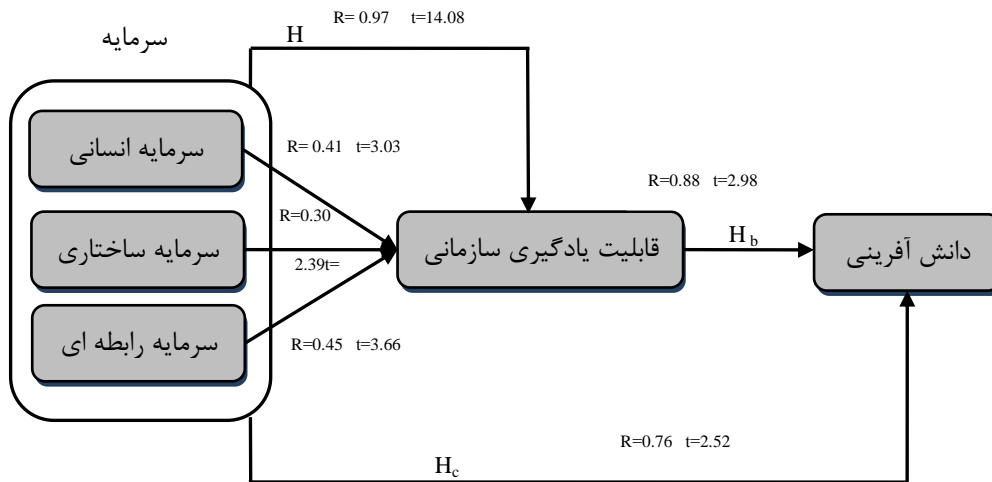 R= 0.97 t=14.08
H
سرمایه
سرمایه انسانی
R= 0.41 t=3.03
R=0.88 t=2.98
R=0.30
سرمایه ساختاری
قابلیت یادگیری سازمانی
H b
دانش آفرینی
2.39t=
سرمایه رابطه ای
R=0.45 t=3.66
R=0.76 t=2.52
Hc